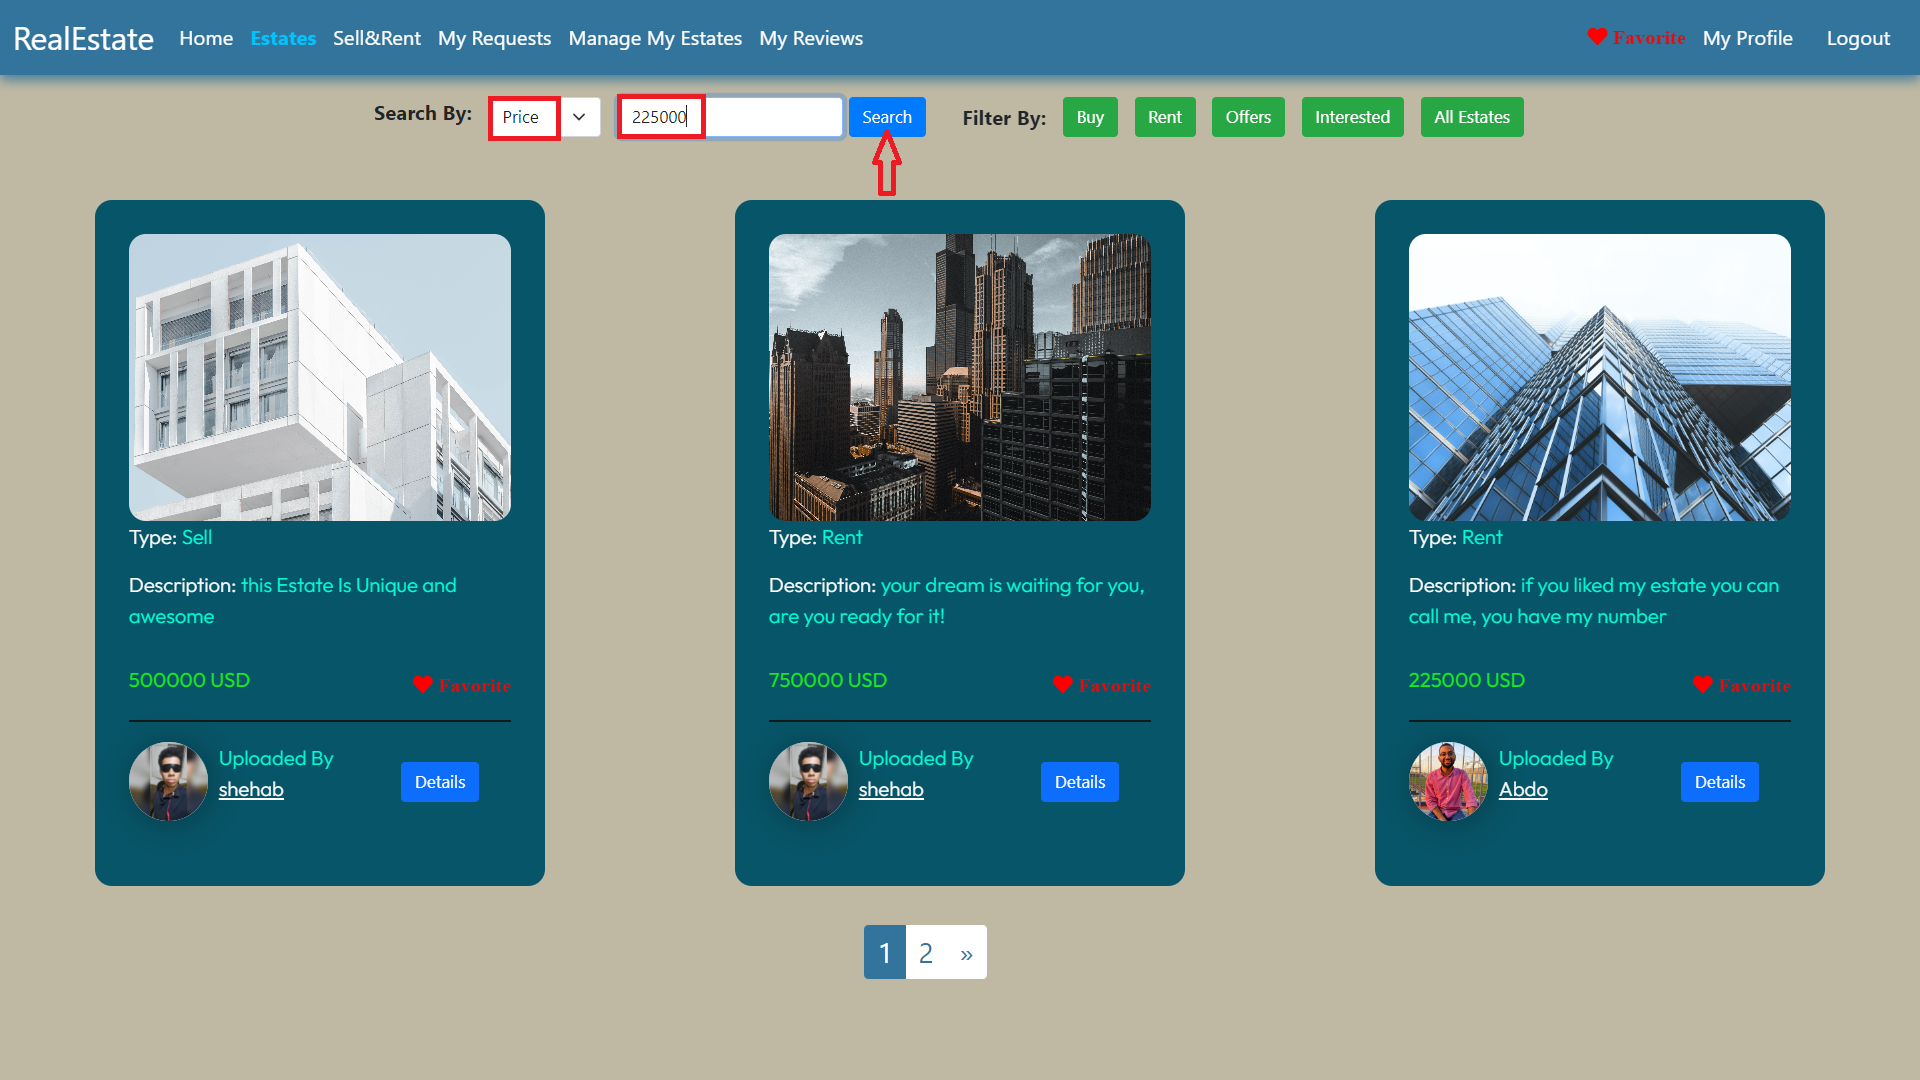 RealEstate Home Estates Sell&Rent My Requests Manage My Estates My Reviews Favorite My Profile Logout
Search By: Price 225000 Search Filter By: Buy Rent Offers Interested All Estates
Type: Sell
Description: this Estate Is Unique and
awesome
500000 USD Favorite
Uploaded By
shehab
Details
Type: Rent
Description: your dream is waiting for you,
are you ready for it!
750000 USD Favorite
Uploaded By
shehab
Details
Type: Rent
Description: if you liked my estate you can
call me, you have my number
225000 USD Favorite
Uploaded By
Abdo
Details
1 2 »